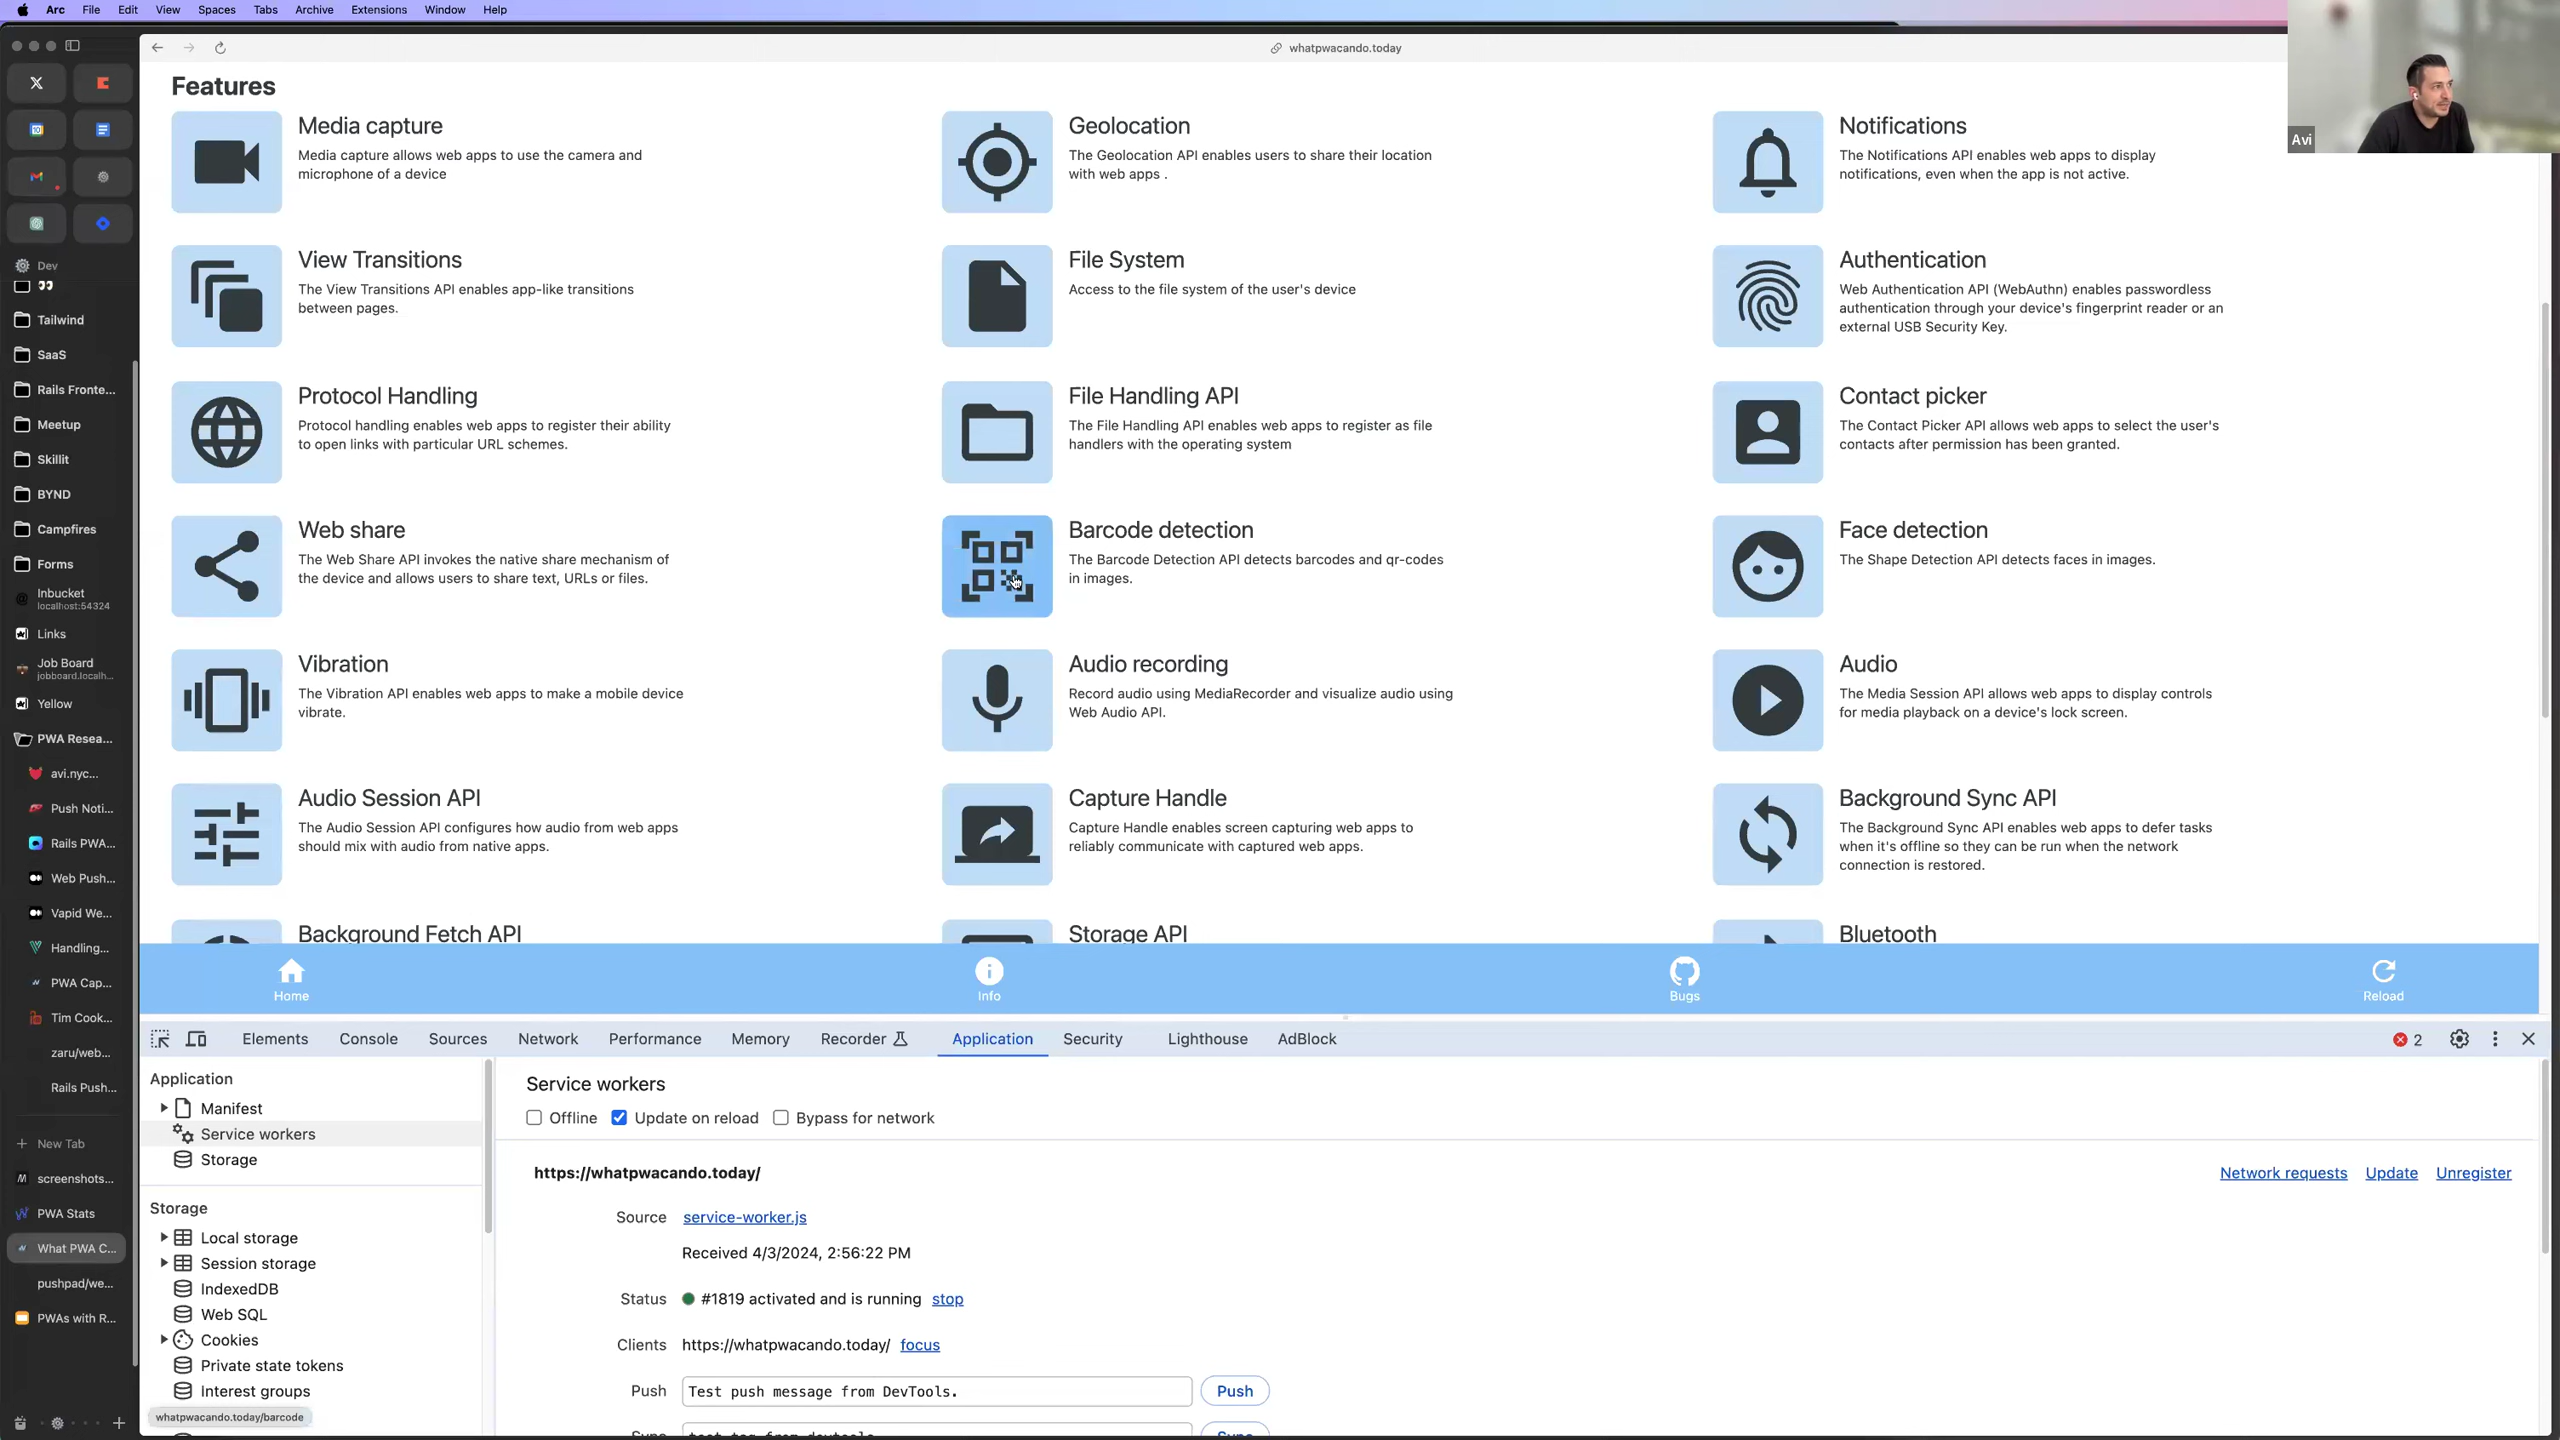 Arc File Edit View Spaces Tabs Archive Extensions Window Help
whatpwacando.today
Avi
Dev
Tailwind
SaaS
Rails Fronte...
Meetup
Skillit
BYND
Campfires
Forms
Inbucket
localhost:54324
Links
Job Board
jobboard.localh...
Yellow
PWA Resea...
avi.nyc...
Push Noti...
Rails PWA...
Web Push...
Vapid We...
Handling...
PWA Cap...
Tim Cook...
zaru/web...
Rails Push...
New Tab
screenshots...
PWA Stats
What PWA C...
pushpad/we...
PWAs with R...
Features
Media capture
Media capture allows web apps to use the camera and
microphone of a device
Geolocation
The Geolocation API enables users to share their location
with web apps .
Notifications
The Notifications API enables web apps to display
notifications, even when the app is not active.
View Transitions
The View Transitions API enables app-like transitions
between pages.
File System
Access to the file system of the user's device
Authentication
Web Authentication API (WebAuthn) enables passwordless
authentication through your device's fingerprint reader or an
external USB Security Key.
Protocol Handling
Protocol handling enables web apps to register their ability
to open links with particular URL schemes.
File Handling API
The File Handling API enables web apps to register as file
handlers with the operating system
Contact picker
The Contact Picker API allows web apps to select the user's
contacts after permission has been granted.
Web share
The Web Share API invokes the native share mechanism of
the device and allows users to share text, URLs or files.
Barcode detection
The Barcode Detection API detects barcodes and qr-codes
in images.
Face detection
The Shape Detection API detects faces in images.
Vibration
The Vibration API enables web apps to make a mobile device
vibrate.
Audio recording
Record audio using MediaRecorder and visualize audio using
Web Audio API.
Audio
The Media Session API allows web apps to display controls
for media playback on a device's lock screen.
Audio Session API
The Audio Session API configures how audio from web apps
should mix with audio from native apps.
Capture Handle
Capture Handle enables screen capturing web apps to
reliably communicate with captured web apps.
Background Sync API
The Background Sync API enables web apps to defer tasks
when it's offline so they can be run when the network
connection is restored.
Background Fetch API
Storage API
Bluetooth
Home
Info
Bugs
Reload
Elements Console Sources Network Performance Memory Recorder Application Security Lighthouse AdBlock 2
Application
Manifest
Service workers
Storage
Storage
Local storage
Session storage
IndexedDB
Web SQL
Cookies
Private state tokens
Interest groups
whatpwacando.today/barcode
Service workers
Offline Update on reload Bypass for network
https://whatpwacando.today/ Network requests Update Unregister
Source service-worker.js
Received 4/3/2024, 2:56:22 PM
Status #1819 activated and is running stop
Clients https://whatpwacando.today/ focus
Push Test push message from DevTools. Push